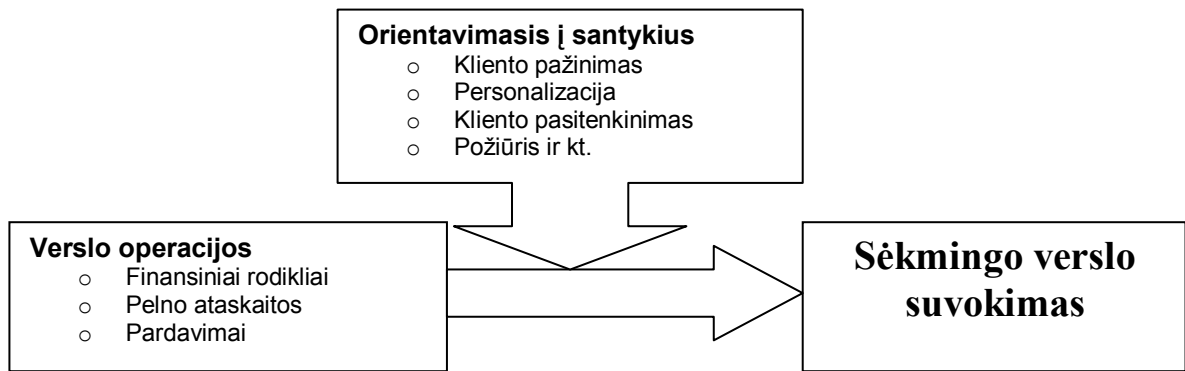 Orientavimasis į santykius
o Kliento pažinimas
o Personalizacija
o Kliento pasitenkinimas
o Požiūris ir kt.
Verslo operacijos
o Finansiniai rodikliai
o Pelno ataskaitos
o Pardavimai
Sėkmingo verslo
suvokimas